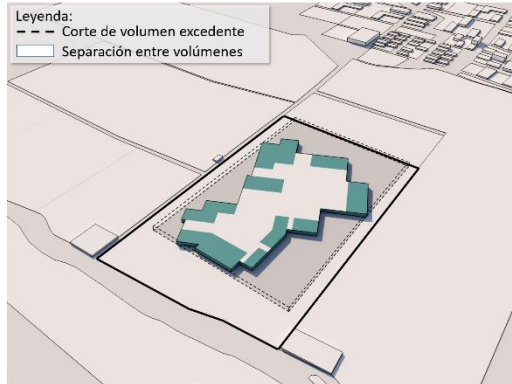 Leyenda:
Corte de volumen excedente
Separación entre volúmenes